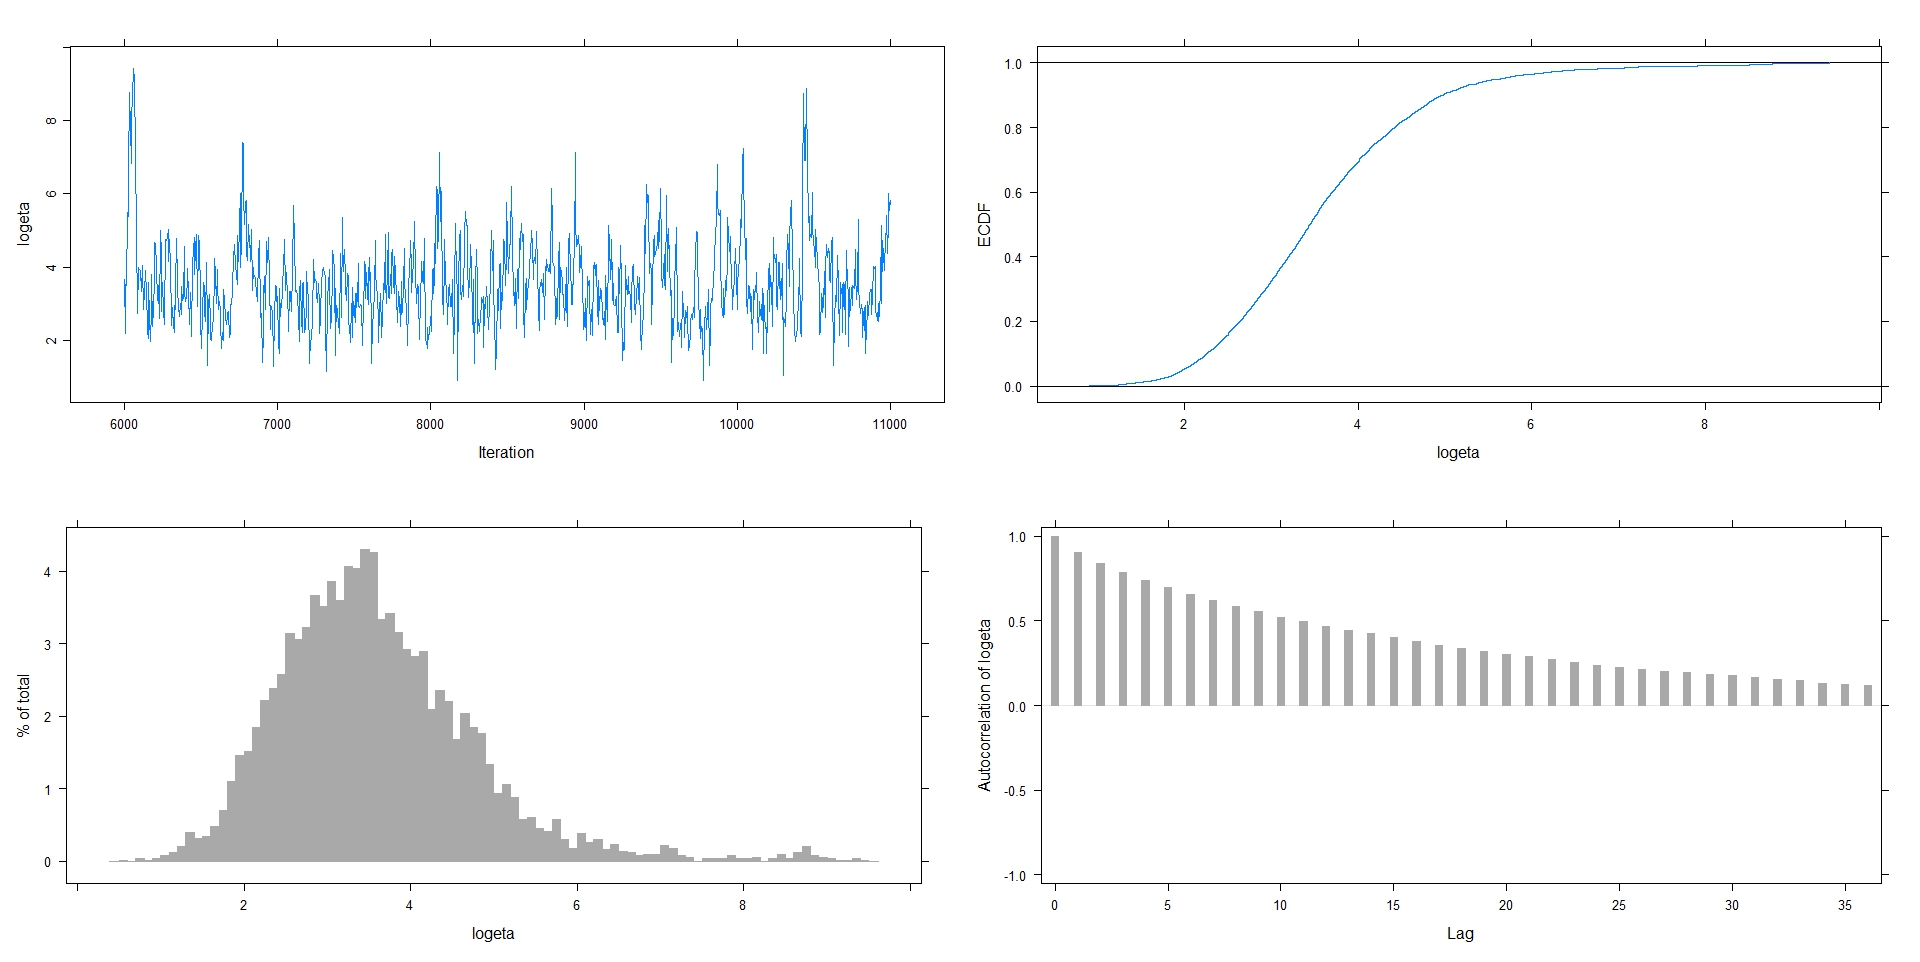 logeta
8
6
4
2
6000 7000 8000 9000 10000 11000
Iteration
ECDF
1.0
0.8
0.6
0.4
0.2
0.0
2 4 6 8
logeta
% of total
4
3
2
1
0
2 4 6 8
logeta
Autocorrelation of logeta
1.0
0.5
0.0
-0.5
-1.0
0 5 10 15 20 25 30 35
Lag